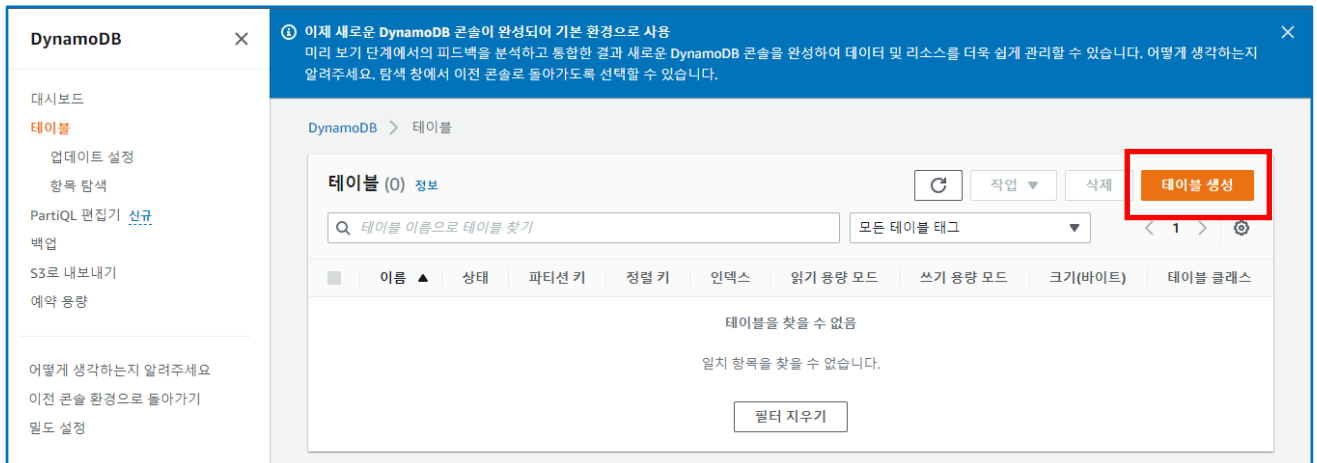 DynamoDB
대시보드
테이블
업데이트 설정
항목 탐색
PartiQL 편집기 신규
백업
S3로 내보내기
예약 용량
어떻게 생각하는지 알려주세요
이전 콘솔 환경으로 돌아가기
밀도 설정
이제 새로운 DynamoDB 콘솔이 완성되어 기본 환경으로 사용
미리 보기 단계에서의 피드백을 분석하고 통합한 결과 새로운 DynamoDB 콘솔을 완성하여 데이터 및 리소스를 더욱 쉽게 관리할 수 있습니다. 어떻게 생각하는지
알려주세요. 탐색 창에서 이전 콘솔로 돌아가도록 선택할 수 있습니다.
DynamoDB > 테이블
테이블 (0) 정보
작업 ▼ 삭제 테이블 생성
테이블 이름으로 테이블 찾기 모든 테이블 태그 ▼ < 1 >
이름 ▲ 상태 파티션 키 정렬 키 인덱스 읽기 용량 모드 쓰기 용량 모드 크기(바이트) 테이블 클래스
테이블을 찾을 수 없음
일치 항목을 찾을 수 없습니다.
필터 지우기